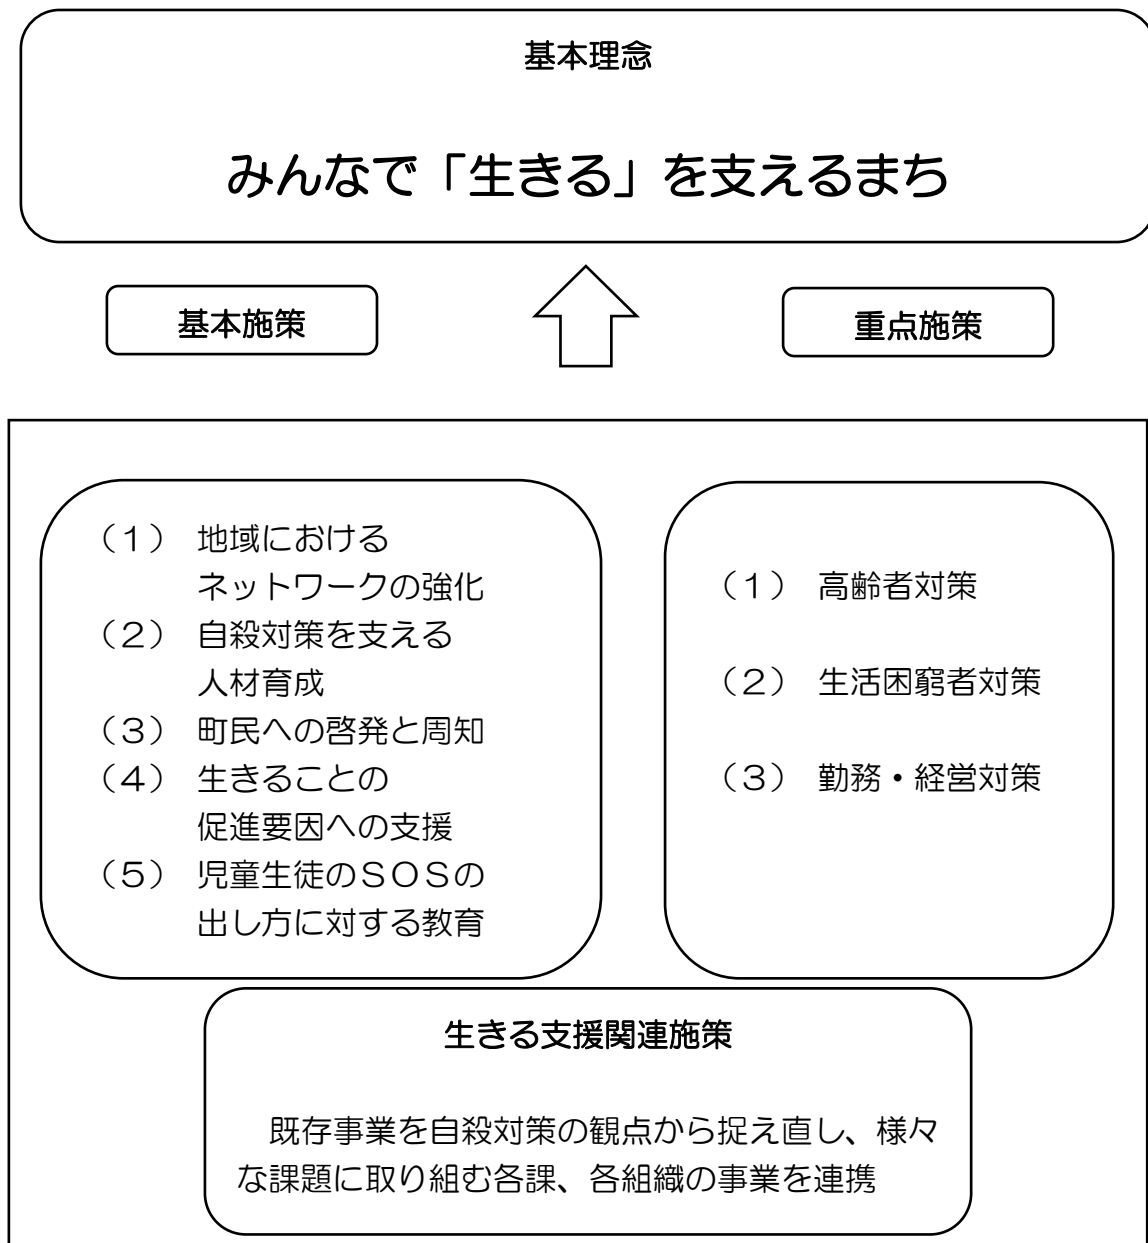 基本理念
みんなで「生きる」を支えるまち
基本施策
重点施策
（１） 地域における
ネットワークの強化
（２） 自殺対策を支える
人材育成
（３） 町民への啓発と周知
（４） 生きることの
促進要因への支援
（５） 児童生徒のＳＯＳの
出し方に対する教育
（１） 高齢者対策
（２） 生活困窮者対策
（３） 勤務・経営対策
生きる支援関連施策
既存事業を自殺対策の観点から捉え直し、様々
な課題に取り組む各課、各組織の事業を連携